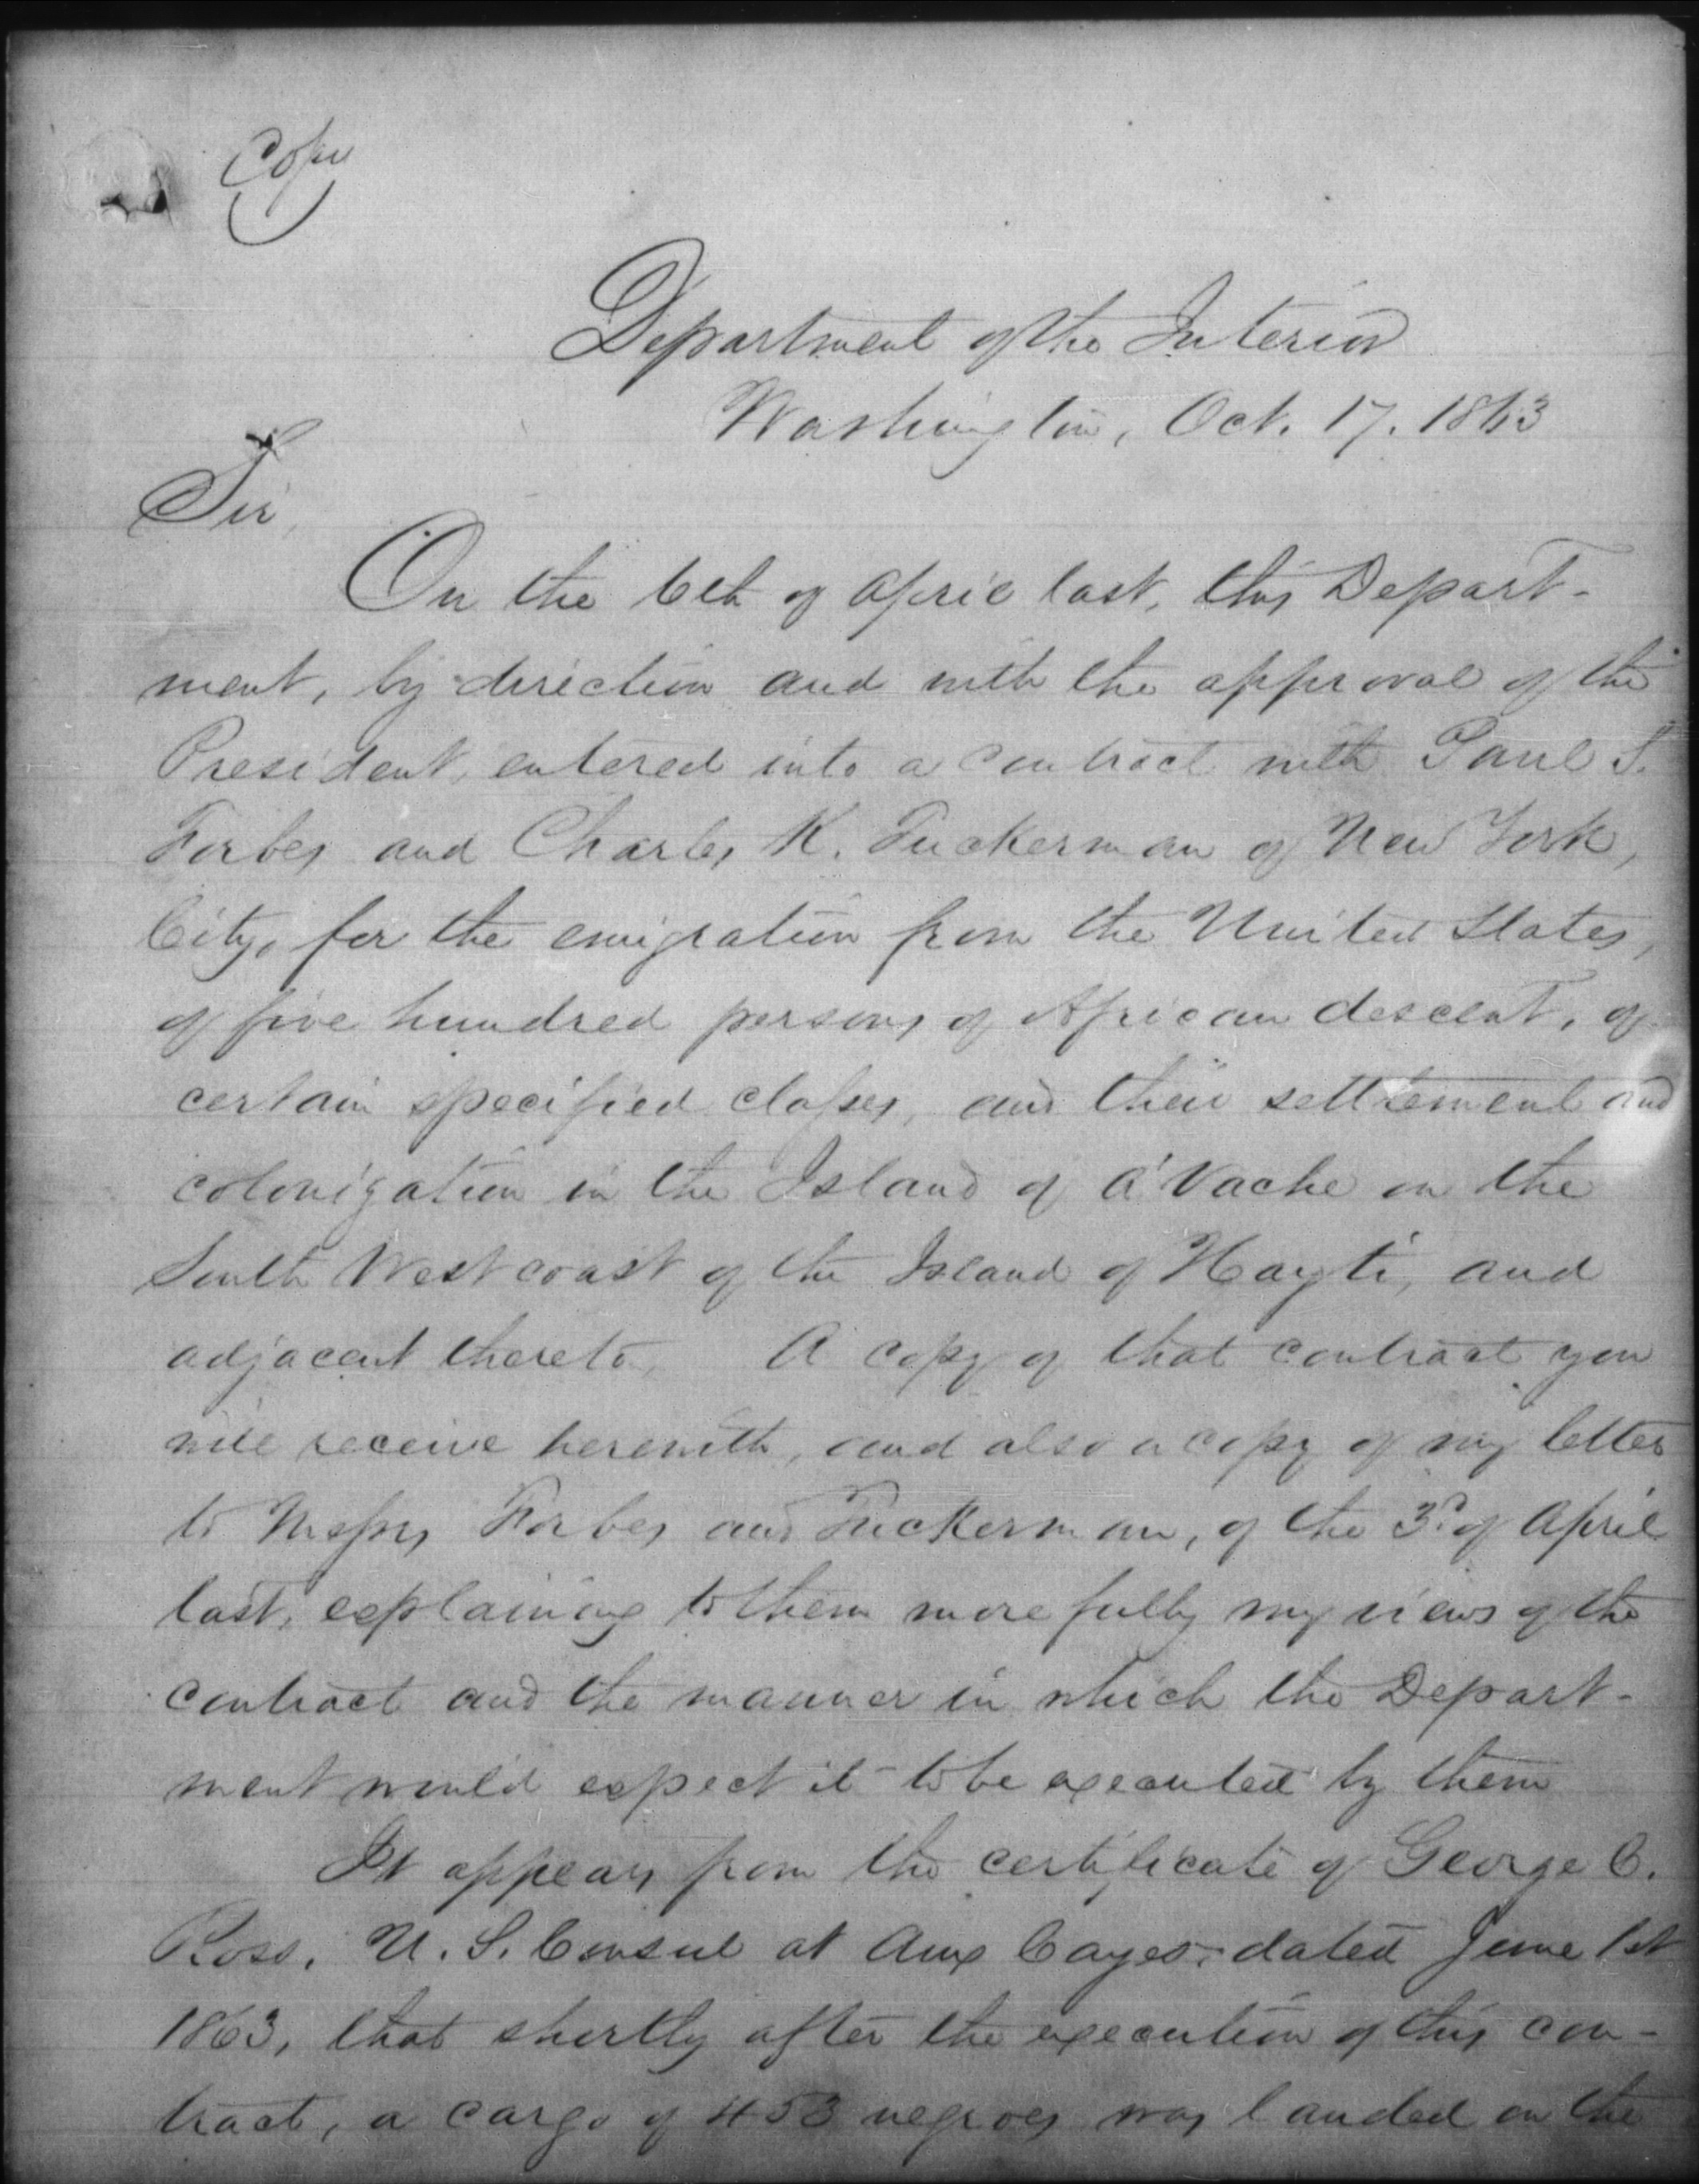 Copy
Department of the Interior
Washington, Oct. 17. 1863
Sir,
On the 6th of April last, this Depart-
ment, by direction and with the approval of the
President, entered into a contract with Paul S.
Forbes and Charles K. Tuckerman of New York,
City, for the emigration from the United States,
of five hundred persons of African descent, of
certain specified classes, and their settlement and
colonization in the Island of A'Vache on the
South West coast of the Island of Hayti, and
adjacent thereto. A copy of that contract you
will receive herewith, and also a copy of my letter
to Messrs Forbes and Tuckerman, of the 3d of April
last, explaining to them more fully my views of the
contract and the manner in which the Depart-
ment would expect it to be executed by them
It appears from the certificate of George C.
Ross, U. S. Consul at Aux Cayes, dated June 1st
1863, that shortly after the execution of this con-
tract, a cargo of 453 negroes was landed on the